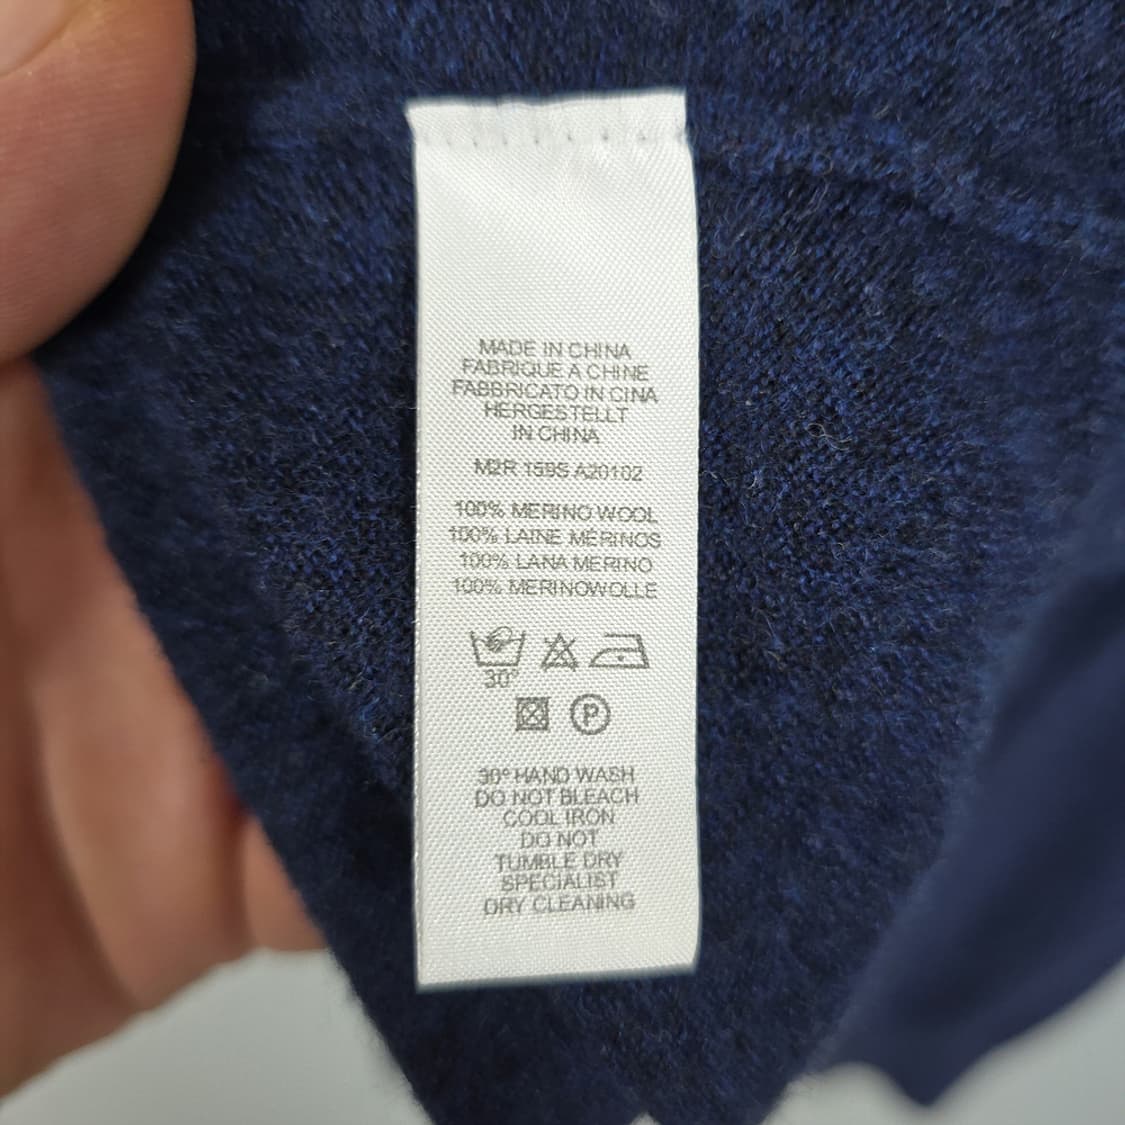 MADE IN CHINA
FABRIQUE A CHINE
FABBRICATO IN CINA
HERGESTELLT
IN CHINA
M2R 15BS A20102
100% MERINO WOOL
100% LAINE MÉRINOS
100% LANA MERINO
100% MERINOWOLLE
30°
P
30° HAND WASH
DO NOT BLEACH
COOL IRON
DO NOT
TUMBLE DRY
SPECIALIST
DRY CLEANING